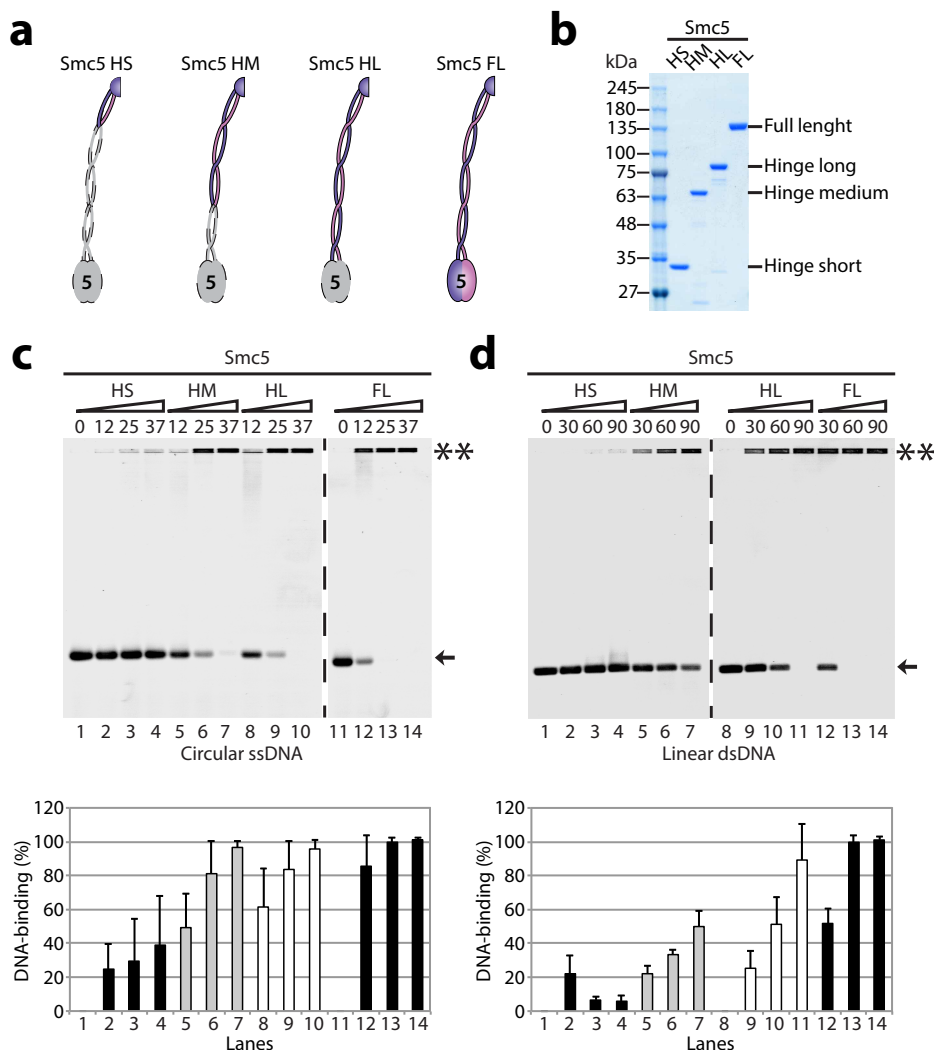 a
Smc5 HS Smc5 HM Smc5 HL Smc5 FL
5 5 5 5
b
Smc5
HS HM HL FL
kDa
245
180
135
100
75
63
48
35
27
Full lenght
Hinge long
Hinge medium
Hinge short
c
Smc5
HS HM HL FL
0 12 25 37 12 25 37 12 25 37 0 12 25 37
**
1 2 3 4 5 6 7 8 9 10 11 12 13 14
Circular ssDNA
DNA-binding (%)
120
100
80
60
40
20
0
1 2 3 4 5 6 7 8 9 10 11 12 13 14
Lanes
d
Smc5
HS HM HL FL
0 30 60 90 30 60 90 0 30 60 90 30 60 90
**
1 2 3 4 5 6 7 8 9 10 11 12 13 14
Linear dsDNA
DNA-binding (%)
120
100
80
60
40
20
0
1 2 3 4 5 6 7 8 9 10 11 12 13 14
Lanes